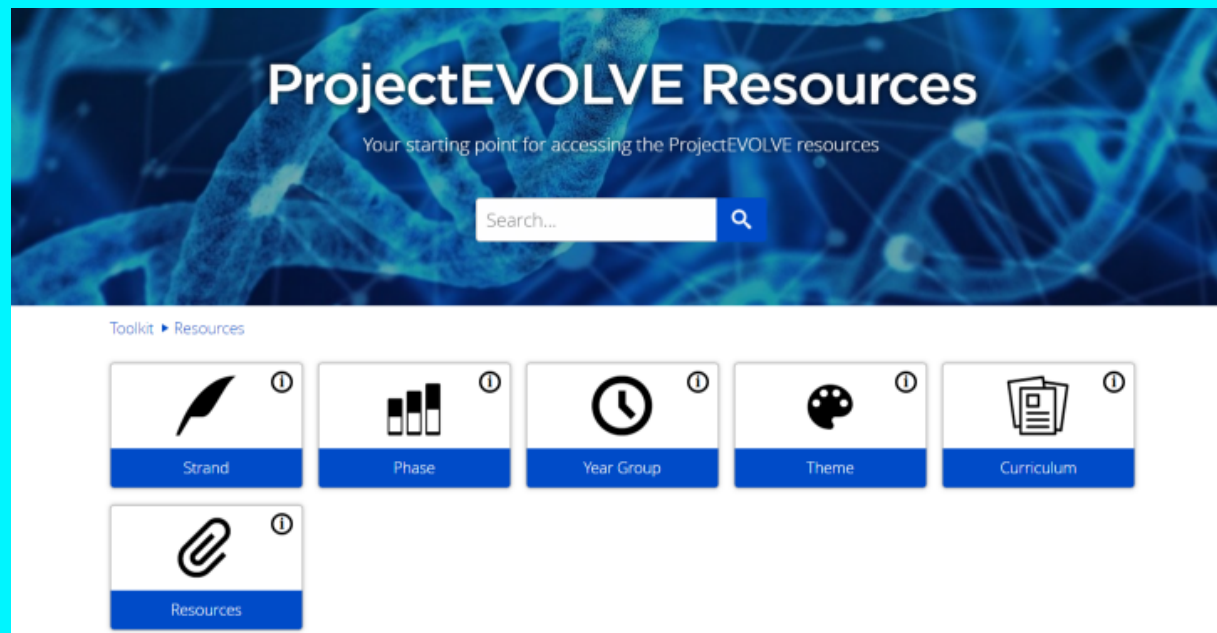 ProjectEVOLVE Resources
Your starting point for accessing the ProjectEVOLVE resources
Search...
Toolkit ▸ Resources
Strand
Phase
Year Group
Theme
Curriculum
Resources